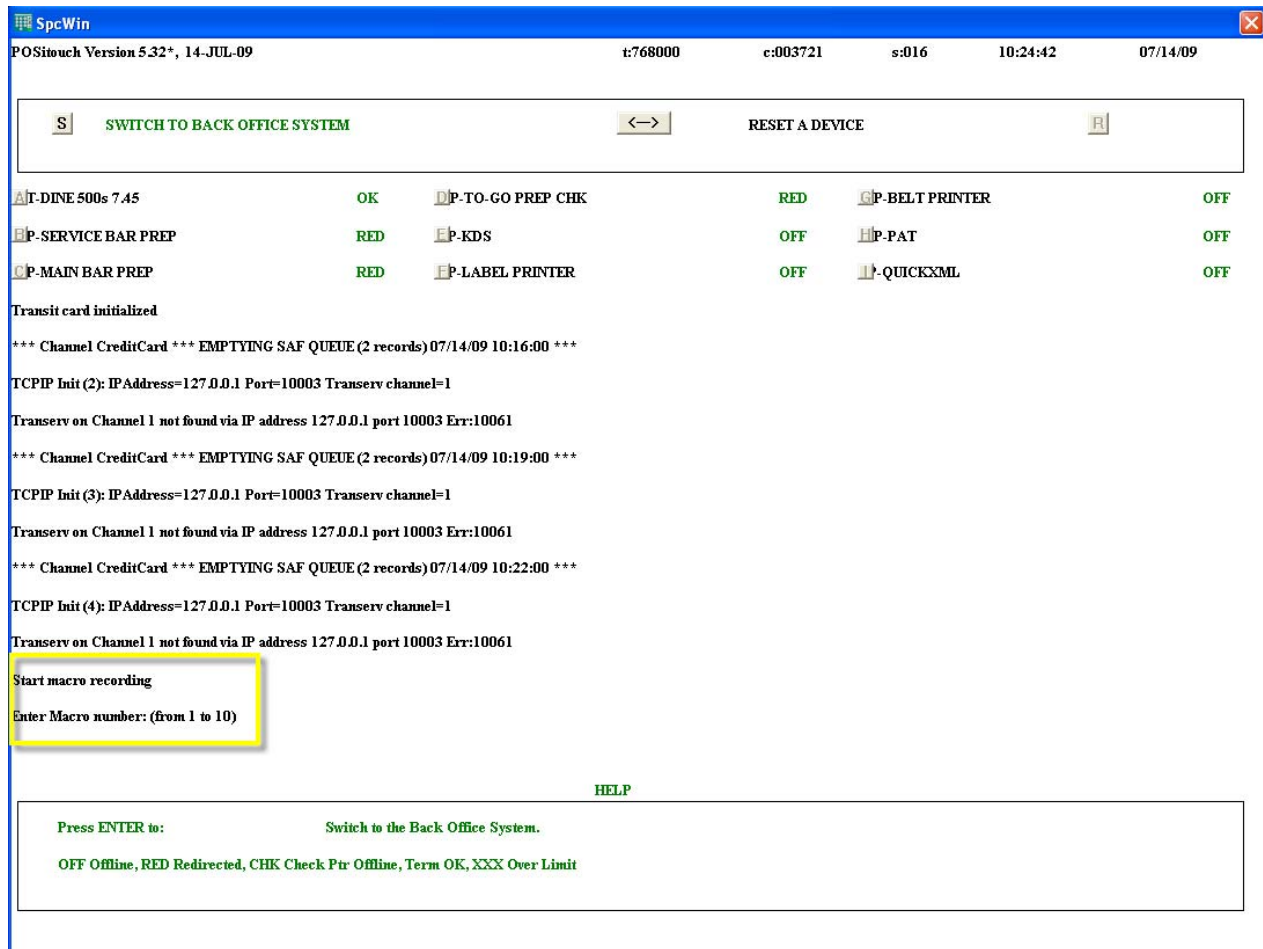 SpcWin
POSitouch Version 5.32*, 14-JUL-09 t:768000 c:003721 s:016 10:24:42 07/14/09
S SWITCH TO BACK OFFICE SYSTEM <--> RESET A DEVICE R
A T-DINE 500s 7.45 OK D P-TO-GO PREP CHK RED G P-BELT PRINTER OFF
B P-SERVICE BAR PREP RED E P-KDS OFF H P-PAT OFF
C P-MAIN BAR PREP RED F P-LABEL PRINTER OFF I P-QUICKXML OFF
Transit card initialized
*** Channel CreditCard *** EMPTYING SAF QUEUE (2 records) 07/14/09 10:16:00 ***
TCPIP Init (2): IPAddress=127.0.0.1 Port=10003 Transerv channel=1
Transerv on Channel 1 not found via IP address 127.0.0.1 port 10003 Err:10061
*** Channel CreditCard *** EMPTYING SAF QUEUE (2 records) 07/14/09 10:19:00 ***
TCPIP Init (3): IPAddress=127.0.0.1 Port=10003 Transerv channel=1
Transerv on Channel 1 not found via IP address 127.0.0.1 port 10003 Err:10061
*** Channel CreditCard *** EMPTYING SAF QUEUE (2 records) 07/14/09 10:22:00 ***
TCPIP Init (4): IPAddress=127.0.0.1 Port=10003 Transerv channel=1
Transerv on Channel 1 not found via IP address 127.0.0.1 port 10003 Err:10061
Start macro recording
Enter Macro number: (from 1 to 10)
HELP
Press ENTER to: Switch to the Back Office System.
OFF Offline, RED Redirected, CHK Check Ptr Offline, Term OK, XXX Over Limit